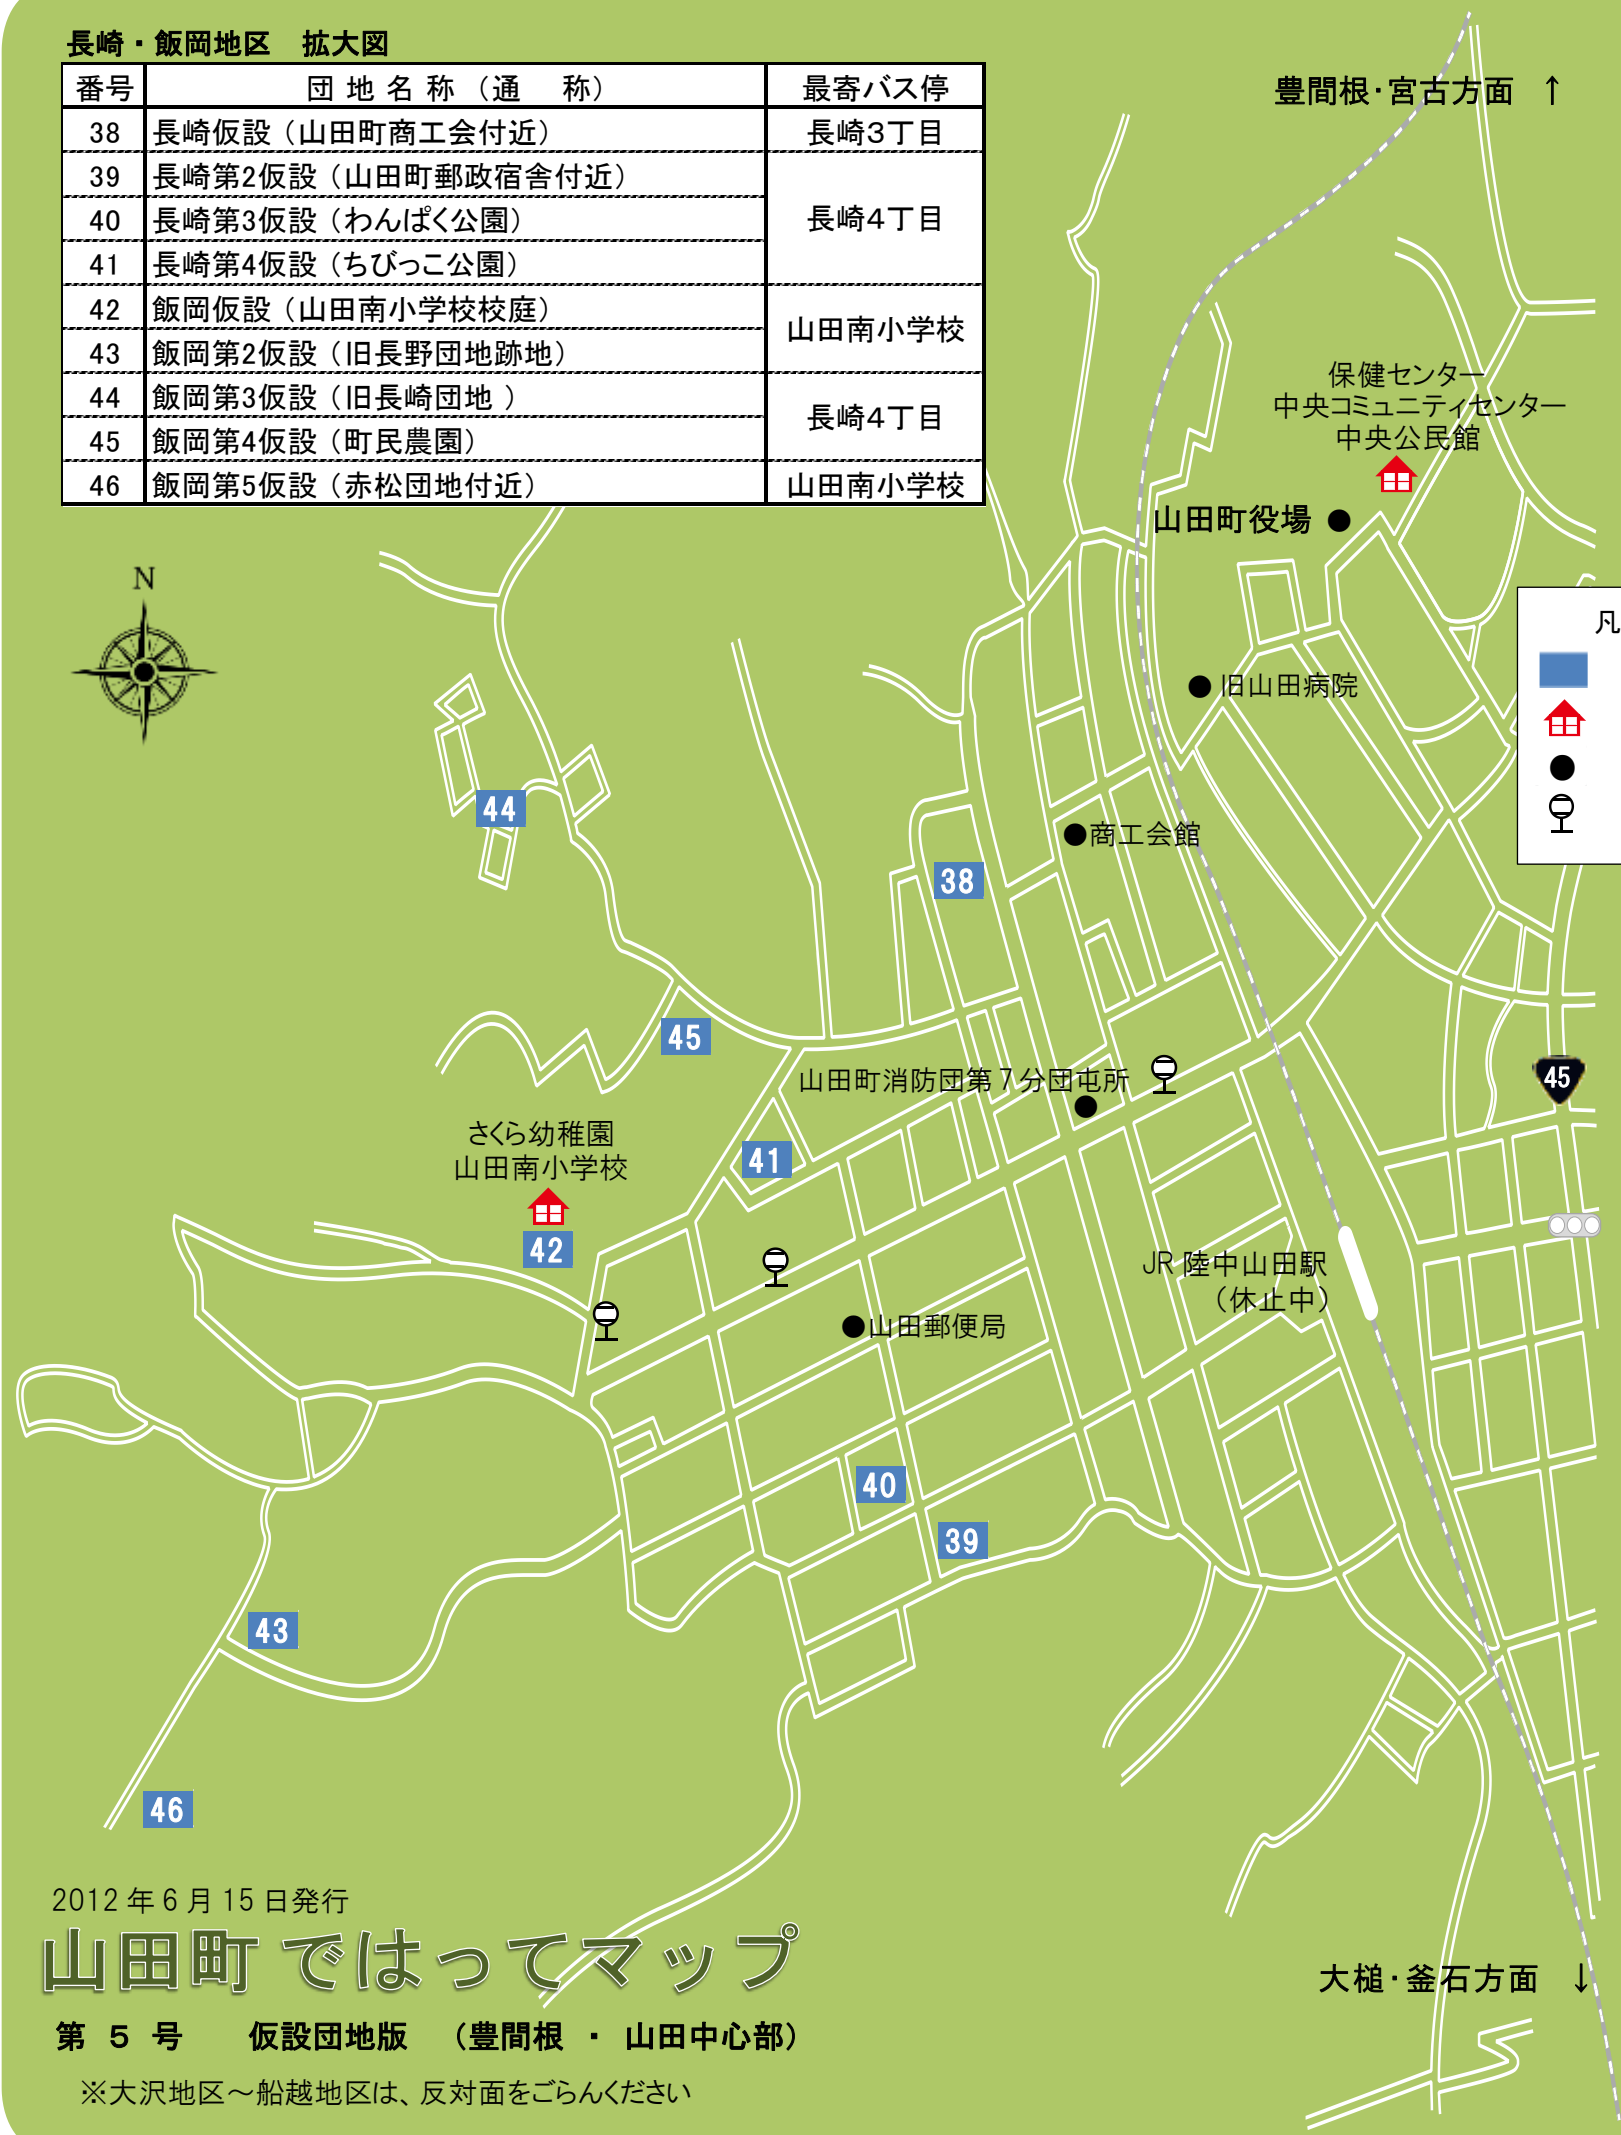 長崎・飯岡地区　拡大図
番号 団地名称（通　称） 最寄バス停
38 長崎仮設（山田町商工会付近） 長崎3丁目
39 長崎第2仮設（山田町郵政宿舎付近）
40 長崎第3仮設（わんぱく公園） 長崎4丁目
41 長崎第4仮設（ちびっこ公園）
42 飯岡仮設（山田南小学校校庭） 山田南小学校
43 飯岡第2仮設（旧長野団地跡地）
44 飯岡第3仮設（旧長崎団地 ） 長崎4丁目
45 飯岡第4仮設（町民農園）
46 飯岡第5仮設（赤松団地付近） 山田南小学校
豊間根・宮古方面　↑
保健センター
中央コミュニティセンター
中央公民館
山田町役場
N
凡
旧山田病院
44
商工会館
38
45
山田町消防団第7分団屯所
45
さくら幼稚園
山田南小学校
41
42
JR 陸中山田駅
（休止中）
山田郵便局
40
39
43
46
2012 年 6 月 15 日発行
山田町 ではってマップ
大槌・釜石方面　↓
第 5 号　　仮設団地版　（豊間根 ・ 山田中心部）
※大沢地区～船越地区は、反対面をごらんください